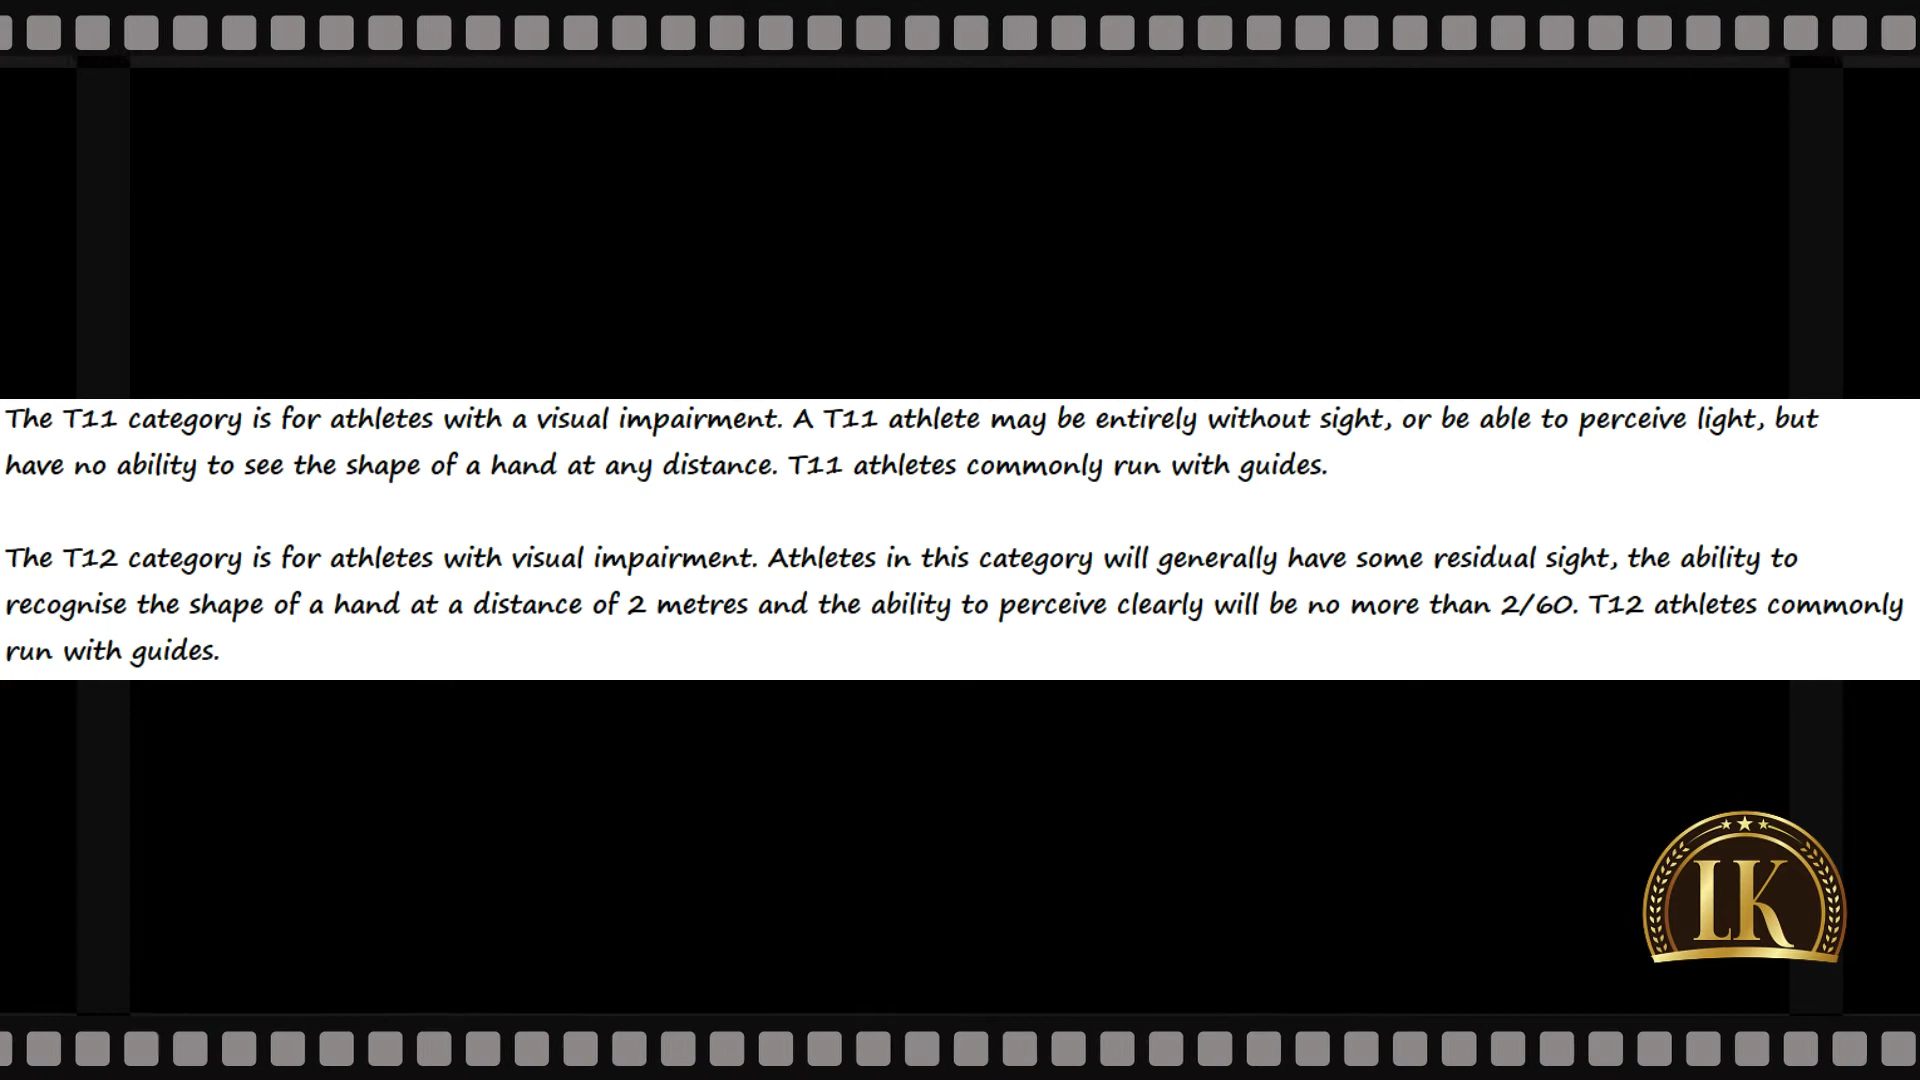 The T11 category is for athletes with a visual impairment. A T11 athlete may be entirely without sight, or be able to perceive light, but
have no ability to see the shape of a hand at any distance. T11 athletes commonly run with guides.
The T12 category is for athletes with visual impairment. Athletes in this category will generally have some residual sight, the ability to
recognise the shape of a hand at a distance of 2 metres and the ability to perceive clearly will be no more than 2/60. T12 athletes commonly
run with guides.
LK